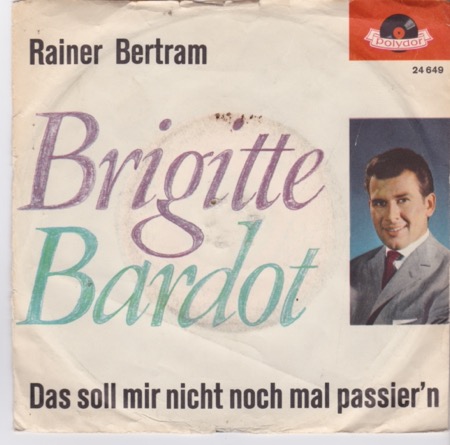 Rainer Bertram
polydor
24 649
Brigitte
Bardot
Das soll mir nicht noch mal passier'n